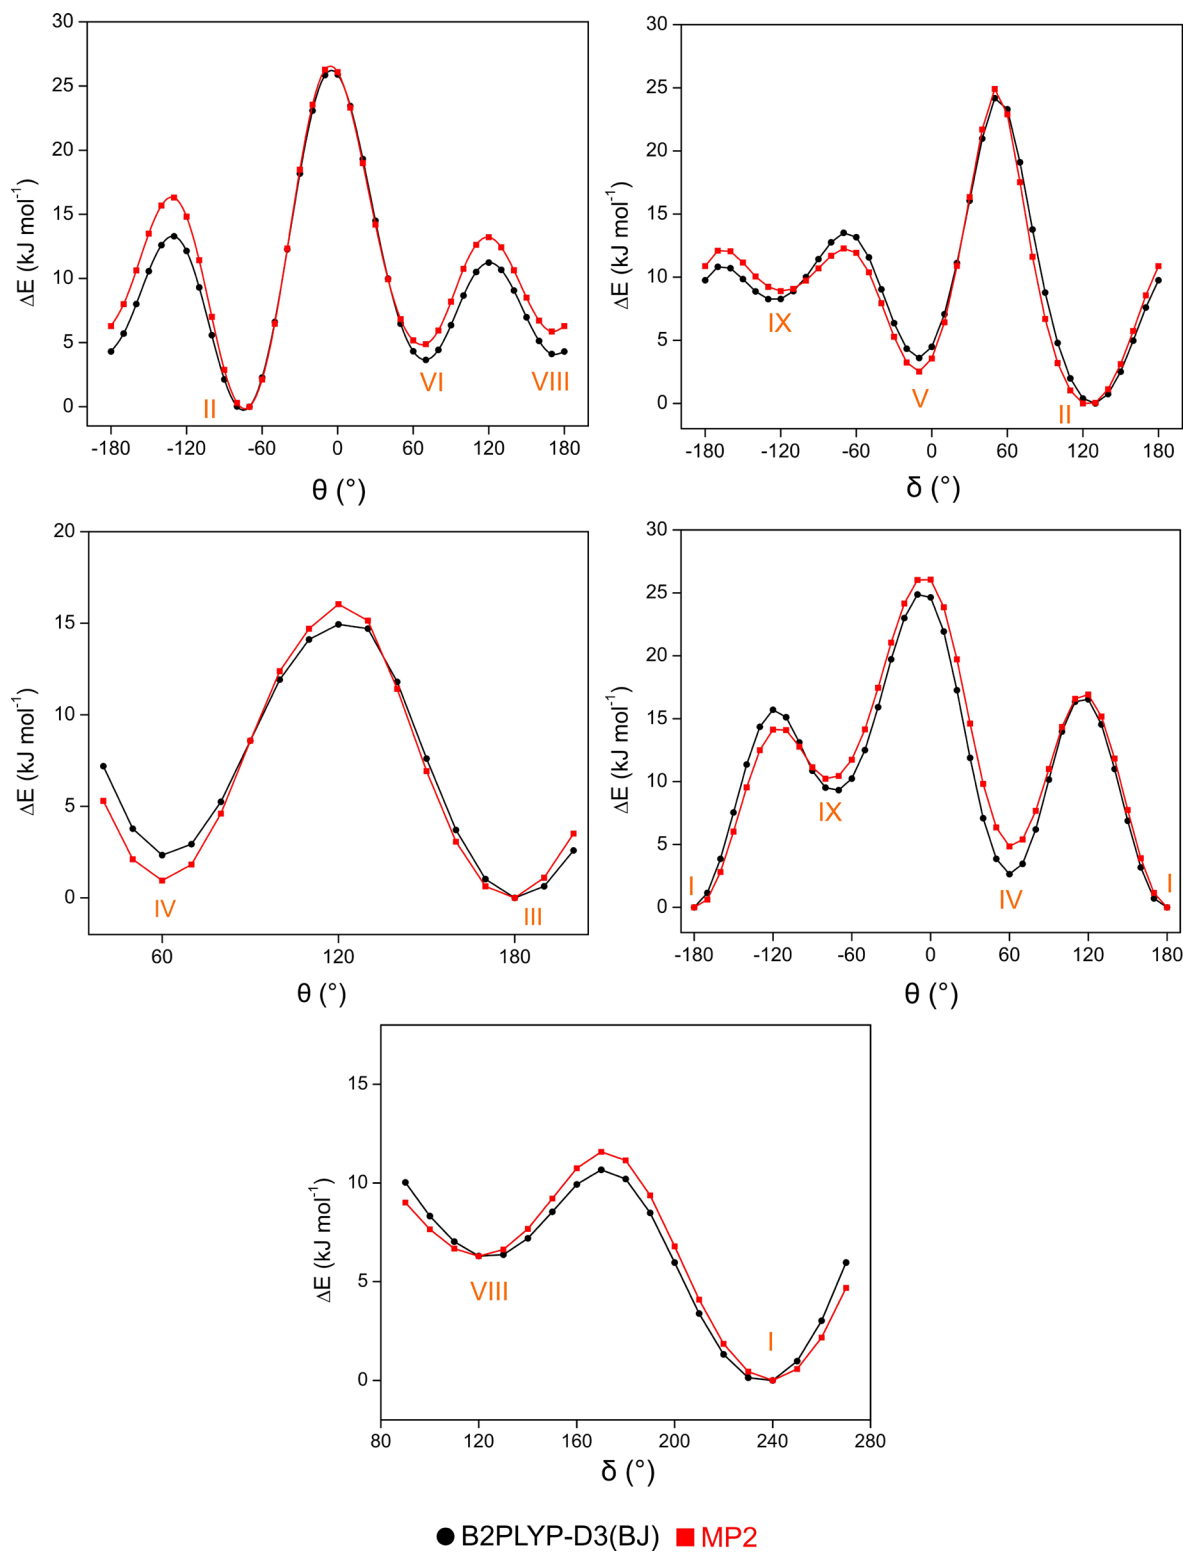 30
25
20
15
10
5
0
ΔE (kJ mol⁻¹)
II
VI
VIII
-180 -120 -60 0 60 120 180
θ (°)
30
25
20
15
10
5
0
ΔE (kJ mol⁻¹)
IX
V
II
-180 -120 -60 0 60 120 180
δ (°)
20
15
10
5
0
ΔE (kJ mol⁻¹)
IV
III
60 120 180
θ (°)
30
25
20
15
10
5
0
ΔE (kJ mol⁻¹)
I
IX
IV
I
-180 -120 -60 0 60 120 180
θ (°)
15
10
5
0
ΔE (kJ mol⁻¹)
VIII
I
80 120 160 200 240 280
δ (°)
B2PLYP-D3(BJ) MP2